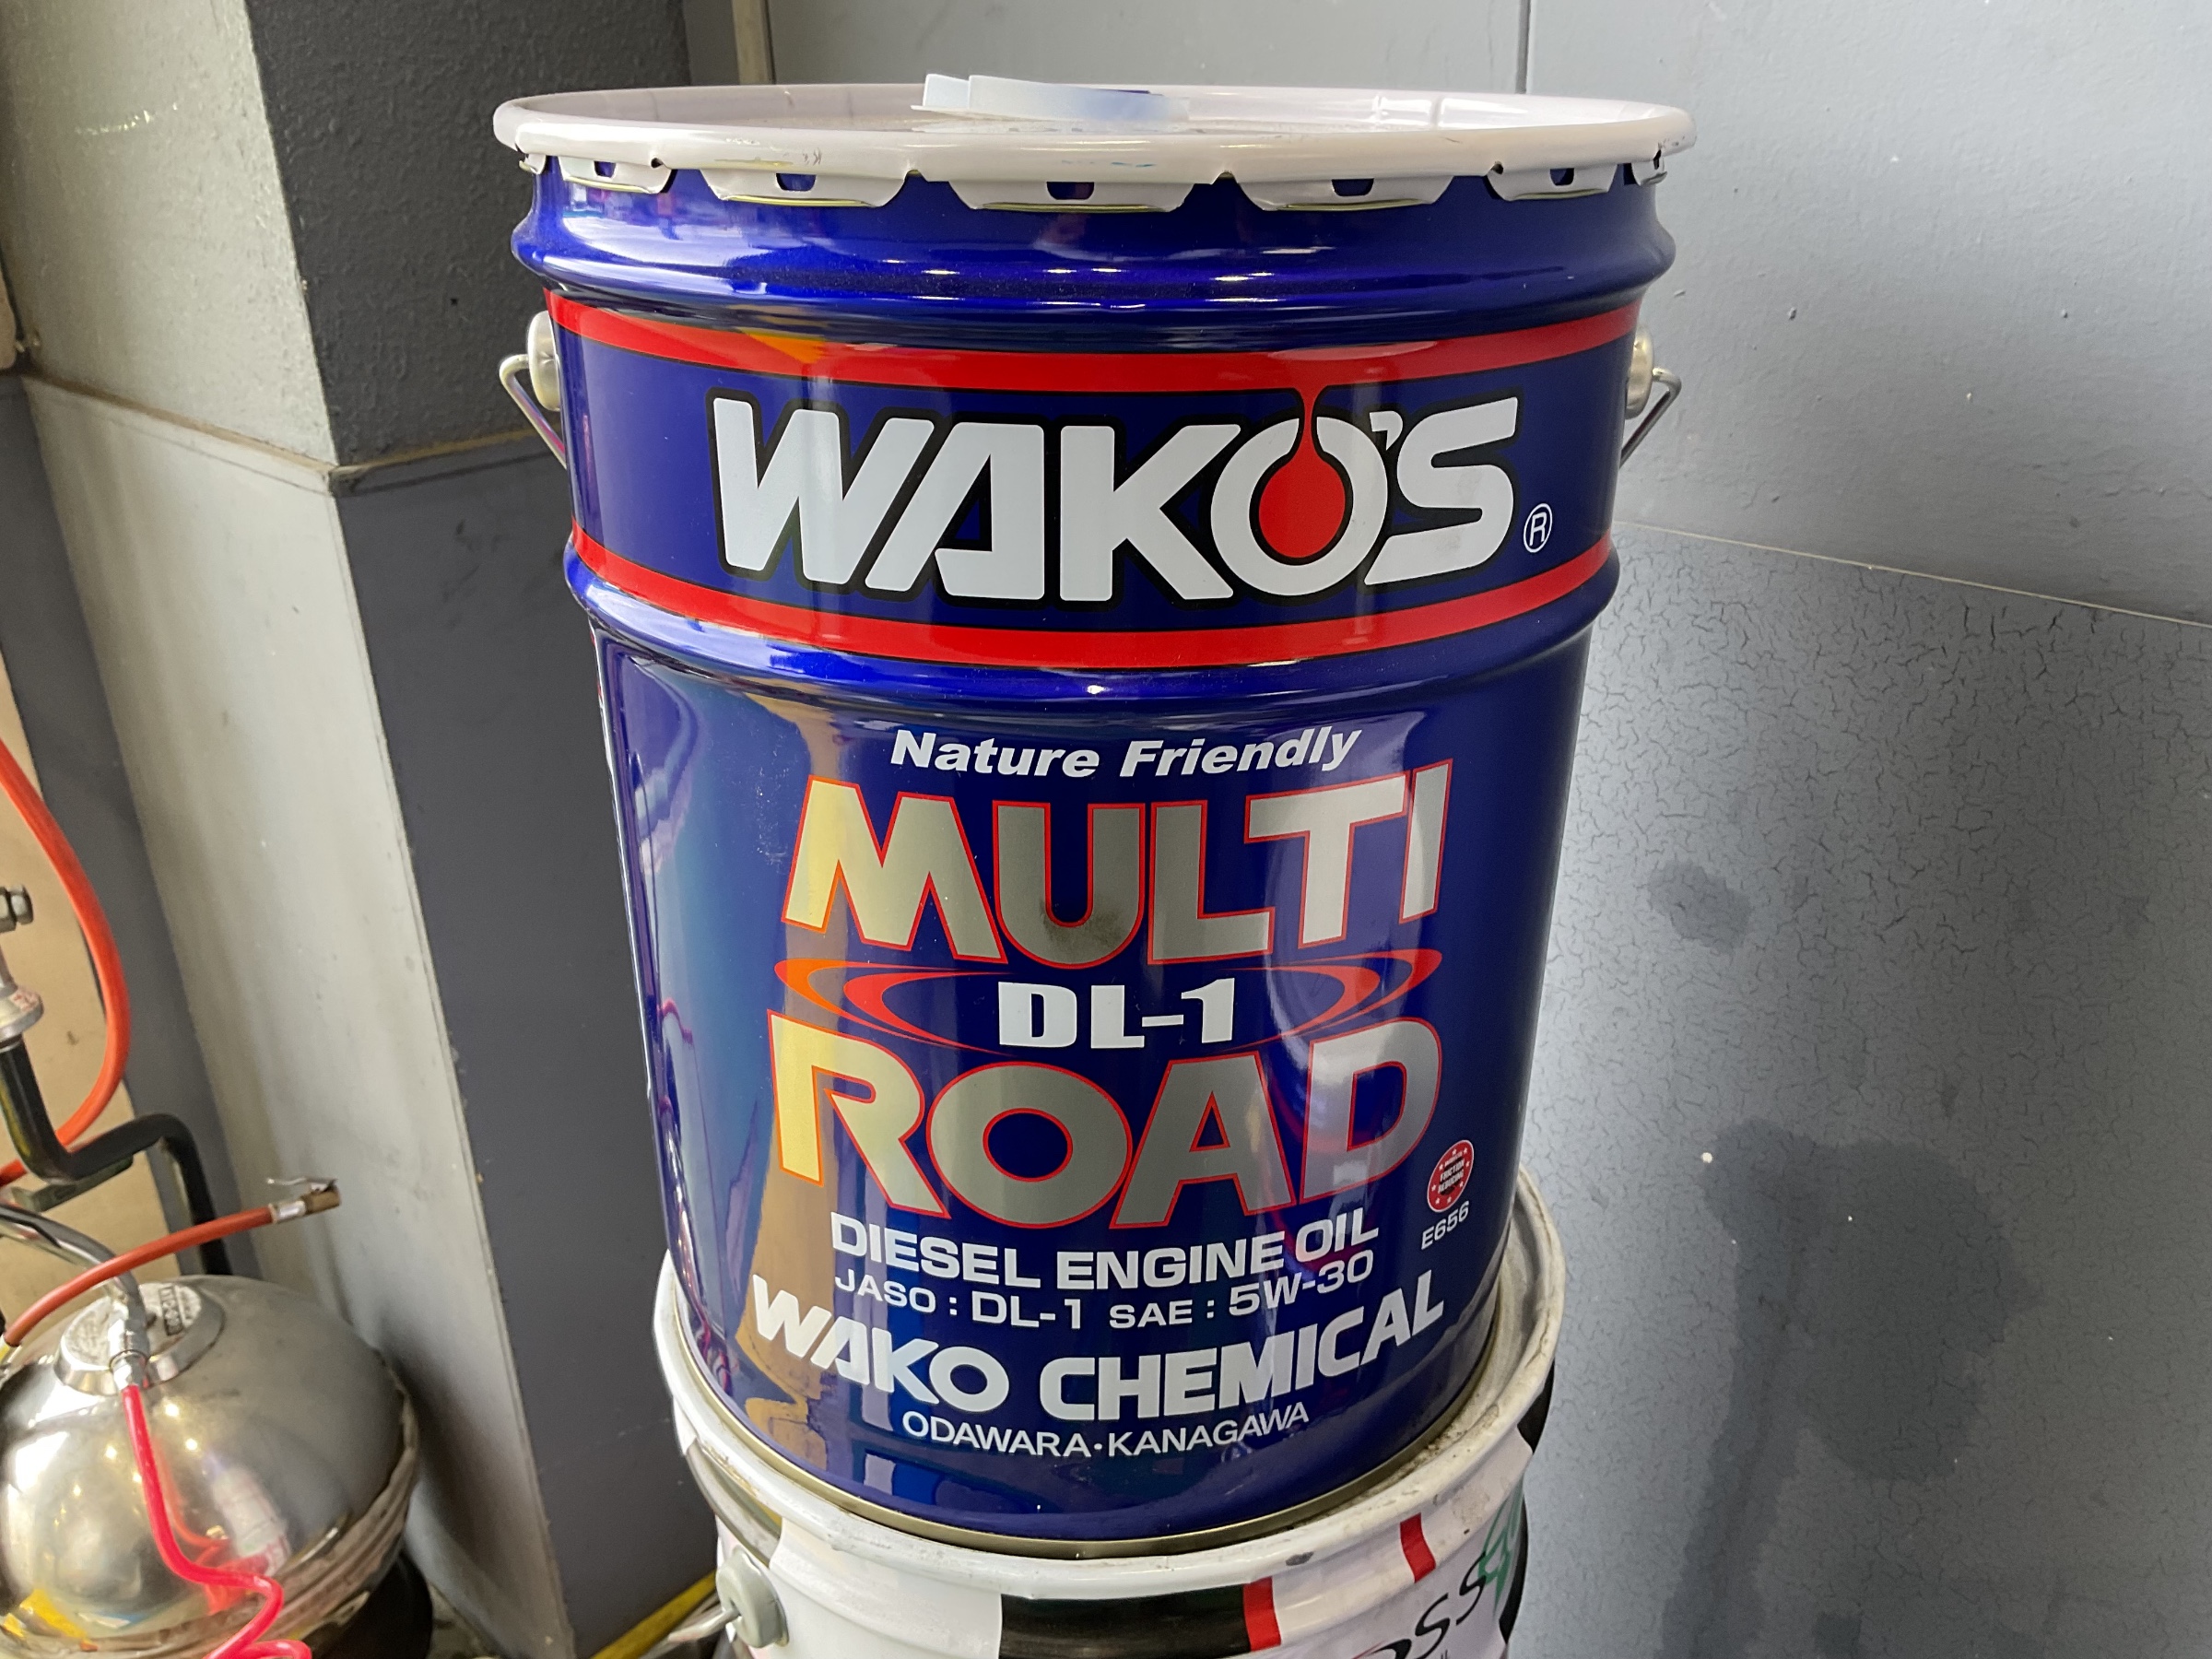 WAKO'S ®
Nature Friendly
MULTI
DL-1
ROAD
E656
DIESEL ENGINE OIL
JASO : DL-1 SAE : 5W-30
WAKO CHEMICAL
ODAWARA・KANAGAWA